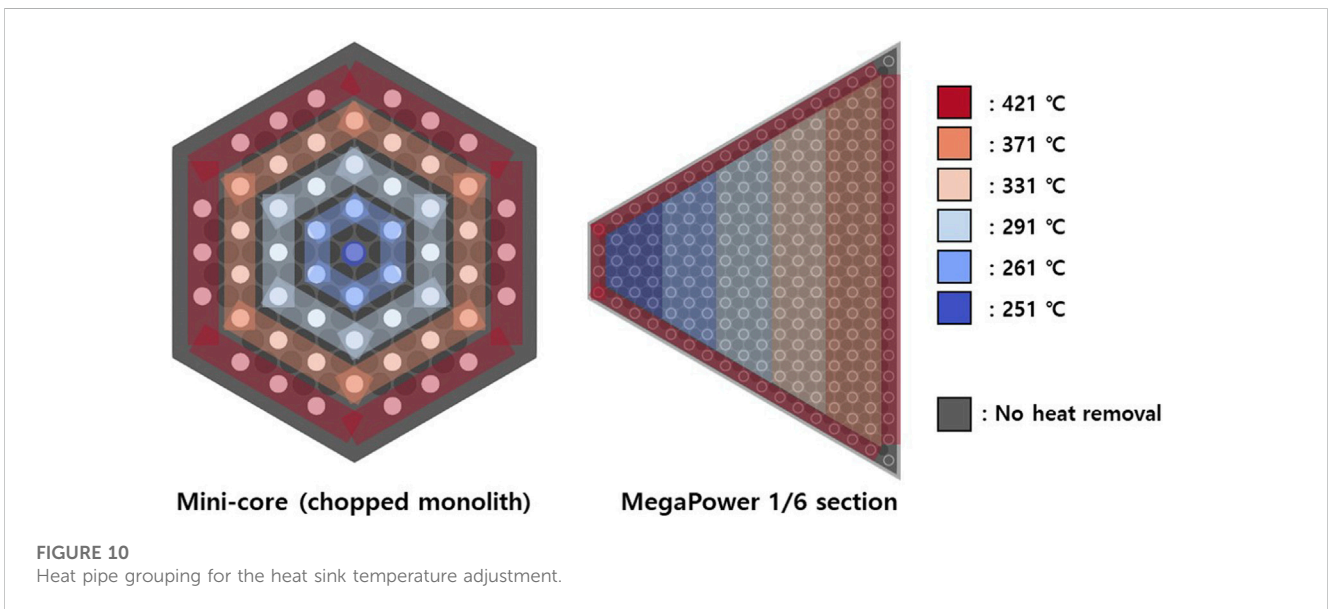 : 421 ℃
: 371 ℃
: 331 ℃
: 291 ℃
: 261 ℃
: 251 ℃
: No heat removal
Mini-core (chopped monolith)
MegaPower 1/6 section
FIGURE 10
Heat pipe grouping for the heat sink temperature adjustment.